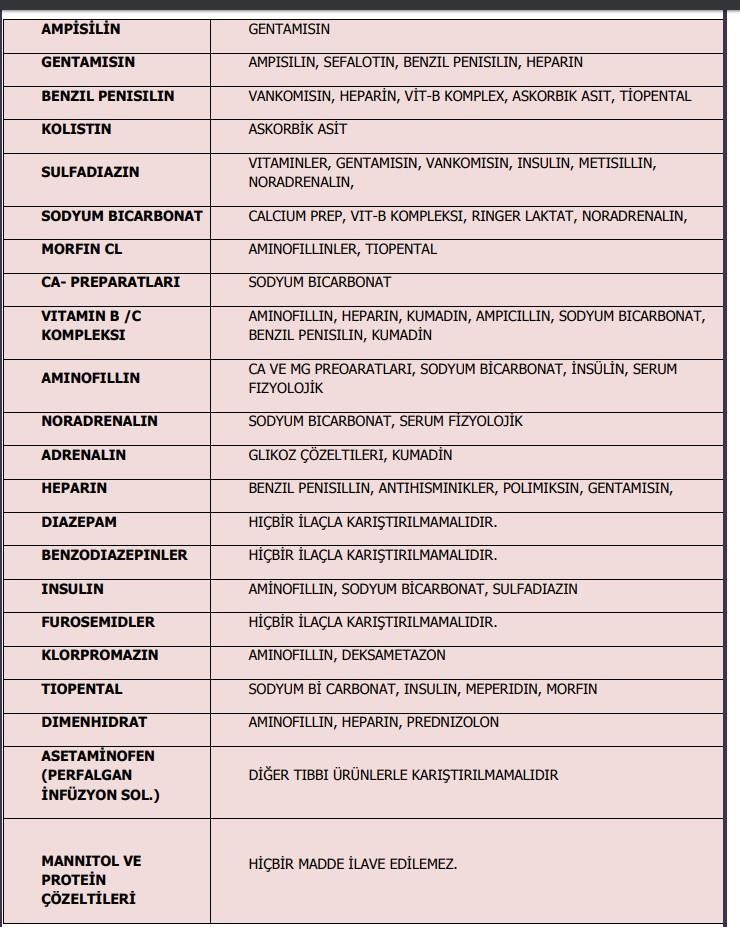 AMPİSİLİN GENTAMISIN
GENTAMISIN AMPISILIN, SEFALOTIN, BENZIL PENISILIN, HEPARIN
BENZIL PENISILIN VANKOMISIN, HEPARİN, VİT-B KOMPLEX, ASKORBIK ASIT, TİOPENTAL
KOLISTIN ASKORBİK ASİT
SULFADIAZIN
VITAMINLER, GENTAMISIN, VANKOMISIN, INSULIN, METISILLIN,
NORADRENALIN,
SODYUM BICARBONAT CALCIUM PREP, VIT-B KOMPLEKSI, RINGER LAKTAT, NORADRENALIN,
MORFIN CL AMINOFILLINLER, TIOPENTAL
CA- PREPARATLARI SODYUM BICARBONAT
VITAMIN B /C
KOMPLEKSI
AMINOFILLIN, HEPARIN, KUMADIN, AMPICILLIN, SODYUM BICARBONAT,
BENZIL PENISILIN, KUMADİN
AMINOFILLIN
CA VE MG PREOARATLARI, SODYUM BİCARBONAT, İNSÜLİN, SERUM
FIZYOLOJİK
NORADRENALIN SODYUM BICARBONAT, SERUM FİZYOLOJİK
ADRENALIN GLIKOZ ÇÖZELTILERI, KUMADİN
HEPARIN BENZIL PENISILLIN, ANTIHISMINIKLER, POLIMIKSIN, GENTAMISIN,
DIAZEPAM HIÇBİR İLAÇLA KARIŞTIRILMAMALIDIR.
BENZODIAZEPINLER HİÇBİR İLAÇLA KARIŞTIRILMAMALIDIR.
INSULIN AMİNOFILLIN, SODYUM BİCARBONAT, SULFADIAZIN
FUROSEMIDLER HİÇBİR İLAÇLA KARIŞTIRILMAMALIDIR.
KLORPROMAZIN AMINOFILLIN, DEKSAMETAZON
TIOPENTAL SODYUM Bİ CARBONAT, INSULIN, MEPERIDIN, MORFIN
DIMENHIDRAT AMINOFILLIN, HEPARIN, PREDNIZOLON
ASETAMİNOFEN
(PERFALGAN
İNFÜZYON SOL.)
DİĞER TIBBI ÜRÜNLERLE KARIŞTIRILMAMALIDIR
MANNITOL VE
PROTEİN
ÇÖZELTİLERİ
HİÇBİR MADDE İLAVE EDİLEMEZ.